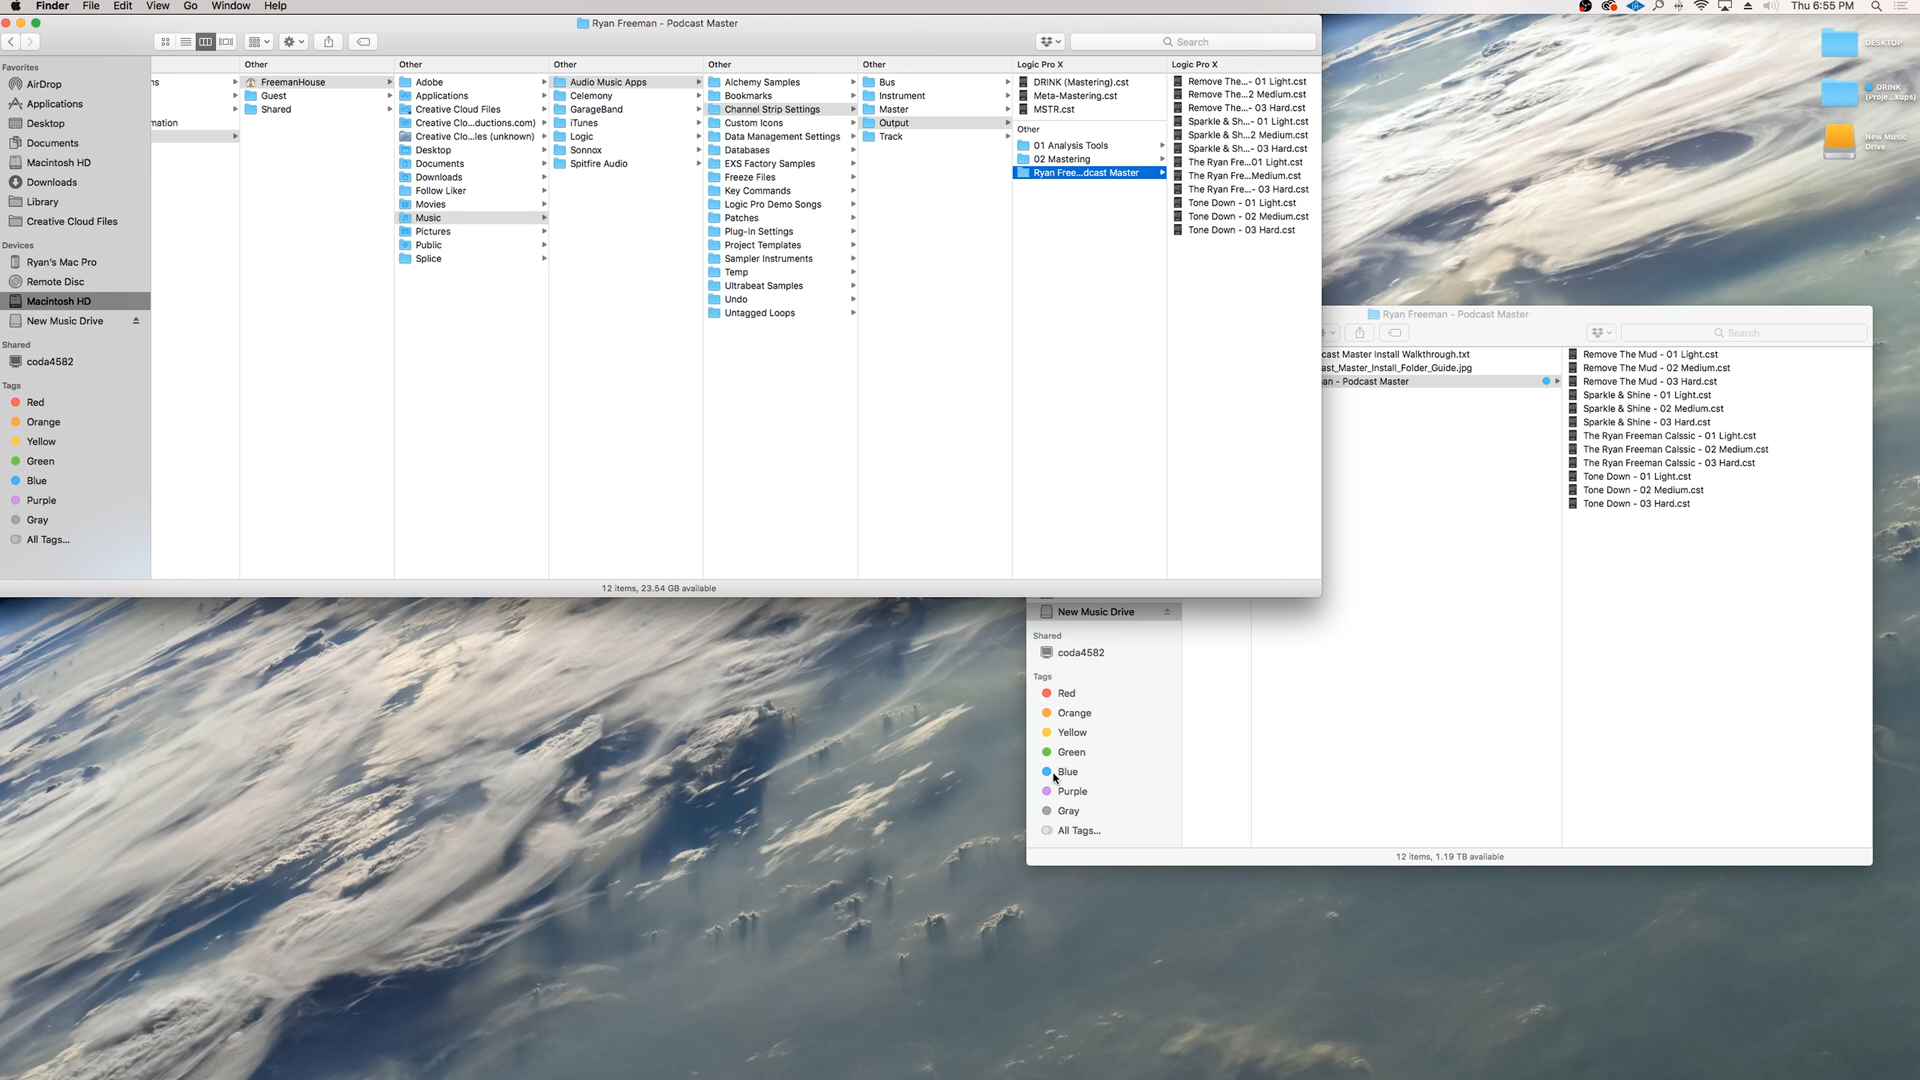 Finder File Edit View Go Window Help Thu 6:55 PM
Ryan Freeman - Podcast Master
Search
Favorites
AirDrop
Applications
Desktop
Documents
Macintosh HD
Downloads
Library
Creative Cloud Files
Devices
Ryan's Mac Pro
Remote Disc
Macintosh HD
New Music Drive
Shared
coda4582
Tags
Red
Orange
Yellow
Green
Blue
Purple
Gray
All Tags...
ns
mation
Other
FreemanHouse
Guest
Shared
Other
Adobe
Applications
Creative Cloud Files
Creative Clo...ductions.com)
Creative Clo...les (unknown)
Desktop
Documents
Downloads
Follow Liker
Movies
Music
Pictures
Public
Splice
Other
Audio Music Apps
Celemony
GarageBand
iTunes
Logic
Sonnox
Spitfire Audio
Other
Alchemy Samples
Bookmarks
Channel Strip Settings
Custom Icons
Data Management Settings
Databases
EXS Factory Samples
Freeze Files
Key Commands
Logic Pro Demo Songs
Patches
Plug-In Settings
Project Templates
Sampler Instruments
Temp
Ultrabeat Samples
Undo
Untagged Loops
Other
Bus
Instrument
Master
Output
Track
Logic Pro X
DRINK (Mastering).cst
Meta-Mastering.cst
MSTR.cst
Other
01 Analysis Tools
02 Mastering
Ryan Free...dcast Master
Logic Pro X
Remove The...- 01 Light.cst
Remove The...2 Medium.cst
Remove The...- 03 Hard.cst
Sparkle & Sh...- 01 Light.cst
Sparkle & Sh...2 Medium.cst
Sparkle & Sh...- 03 Hard.cst
The Ryan Fre...01 Light.cst
The Ryan Fre...Medium.cst
The Ryan Fre...- 03 Hard.cst
Tone Down - 01 Light.cst
Tone Down - 02 Medium.cst
Tone Down - 03 Hard.cst
12 items, 23.54 GB available
DESKTOP
DRINK
(Proje...kups)
New Music
Drive
Ryan Freeman - Podcast Master
Search
cast Master Install Walkthrough.txt
ast_Master_Install_Folder_Guide.jpg
an - Podcast Master
Remove The Mud - 01 Light.cst
Remove The Mud - 02 Medium.cst
Remove The Mud - 03 Hard.cst
Sparkle & Shine - 01 Light.cst
Sparkle & Shine - 02 Medium.cst
Sparkle & Shine - 03 Hard.cst
The Ryan Freeman Calssic - 01 Light.cst
The Ryan Freeman Calssic - 02 Medium.cst
The Ryan Freeman Calssic - 03 Hard.cst
Tone Down - 01 Light.cst
Tone Down - 02 Medium.cst
Tone Down - 03 Hard.cst
New Music Drive
Shared
coda4582
Tags
Red
Orange
Yellow
Green
Blue
Purple
Gray
All Tags...
12 items, 1.19 TB available